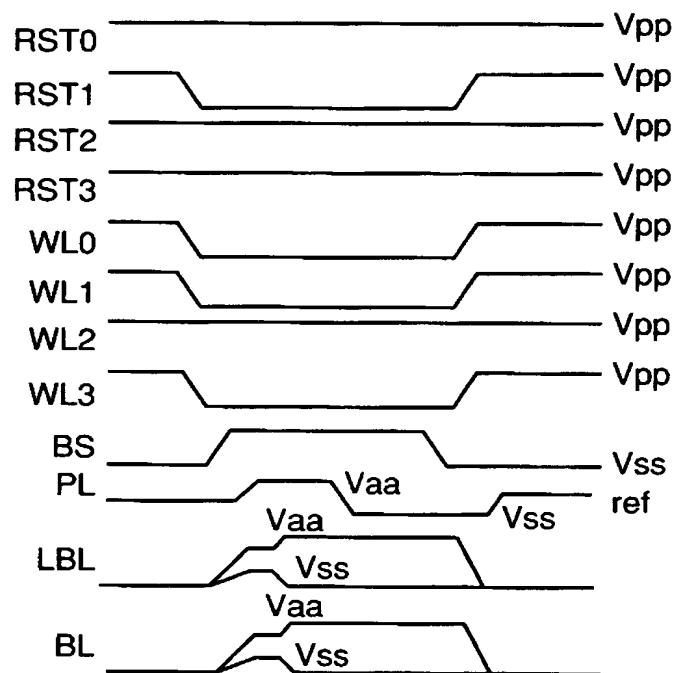 RST0 Vpp
RST1 Vpp
RST2 Vpp
RST3 Vpp
WL0 Vpp
WL1 Vpp
WL2 Vpp
WL3 Vpp
BS Vss
PL Vaa Vss ref
LBL Vaa Vss
BL Vaa Vss